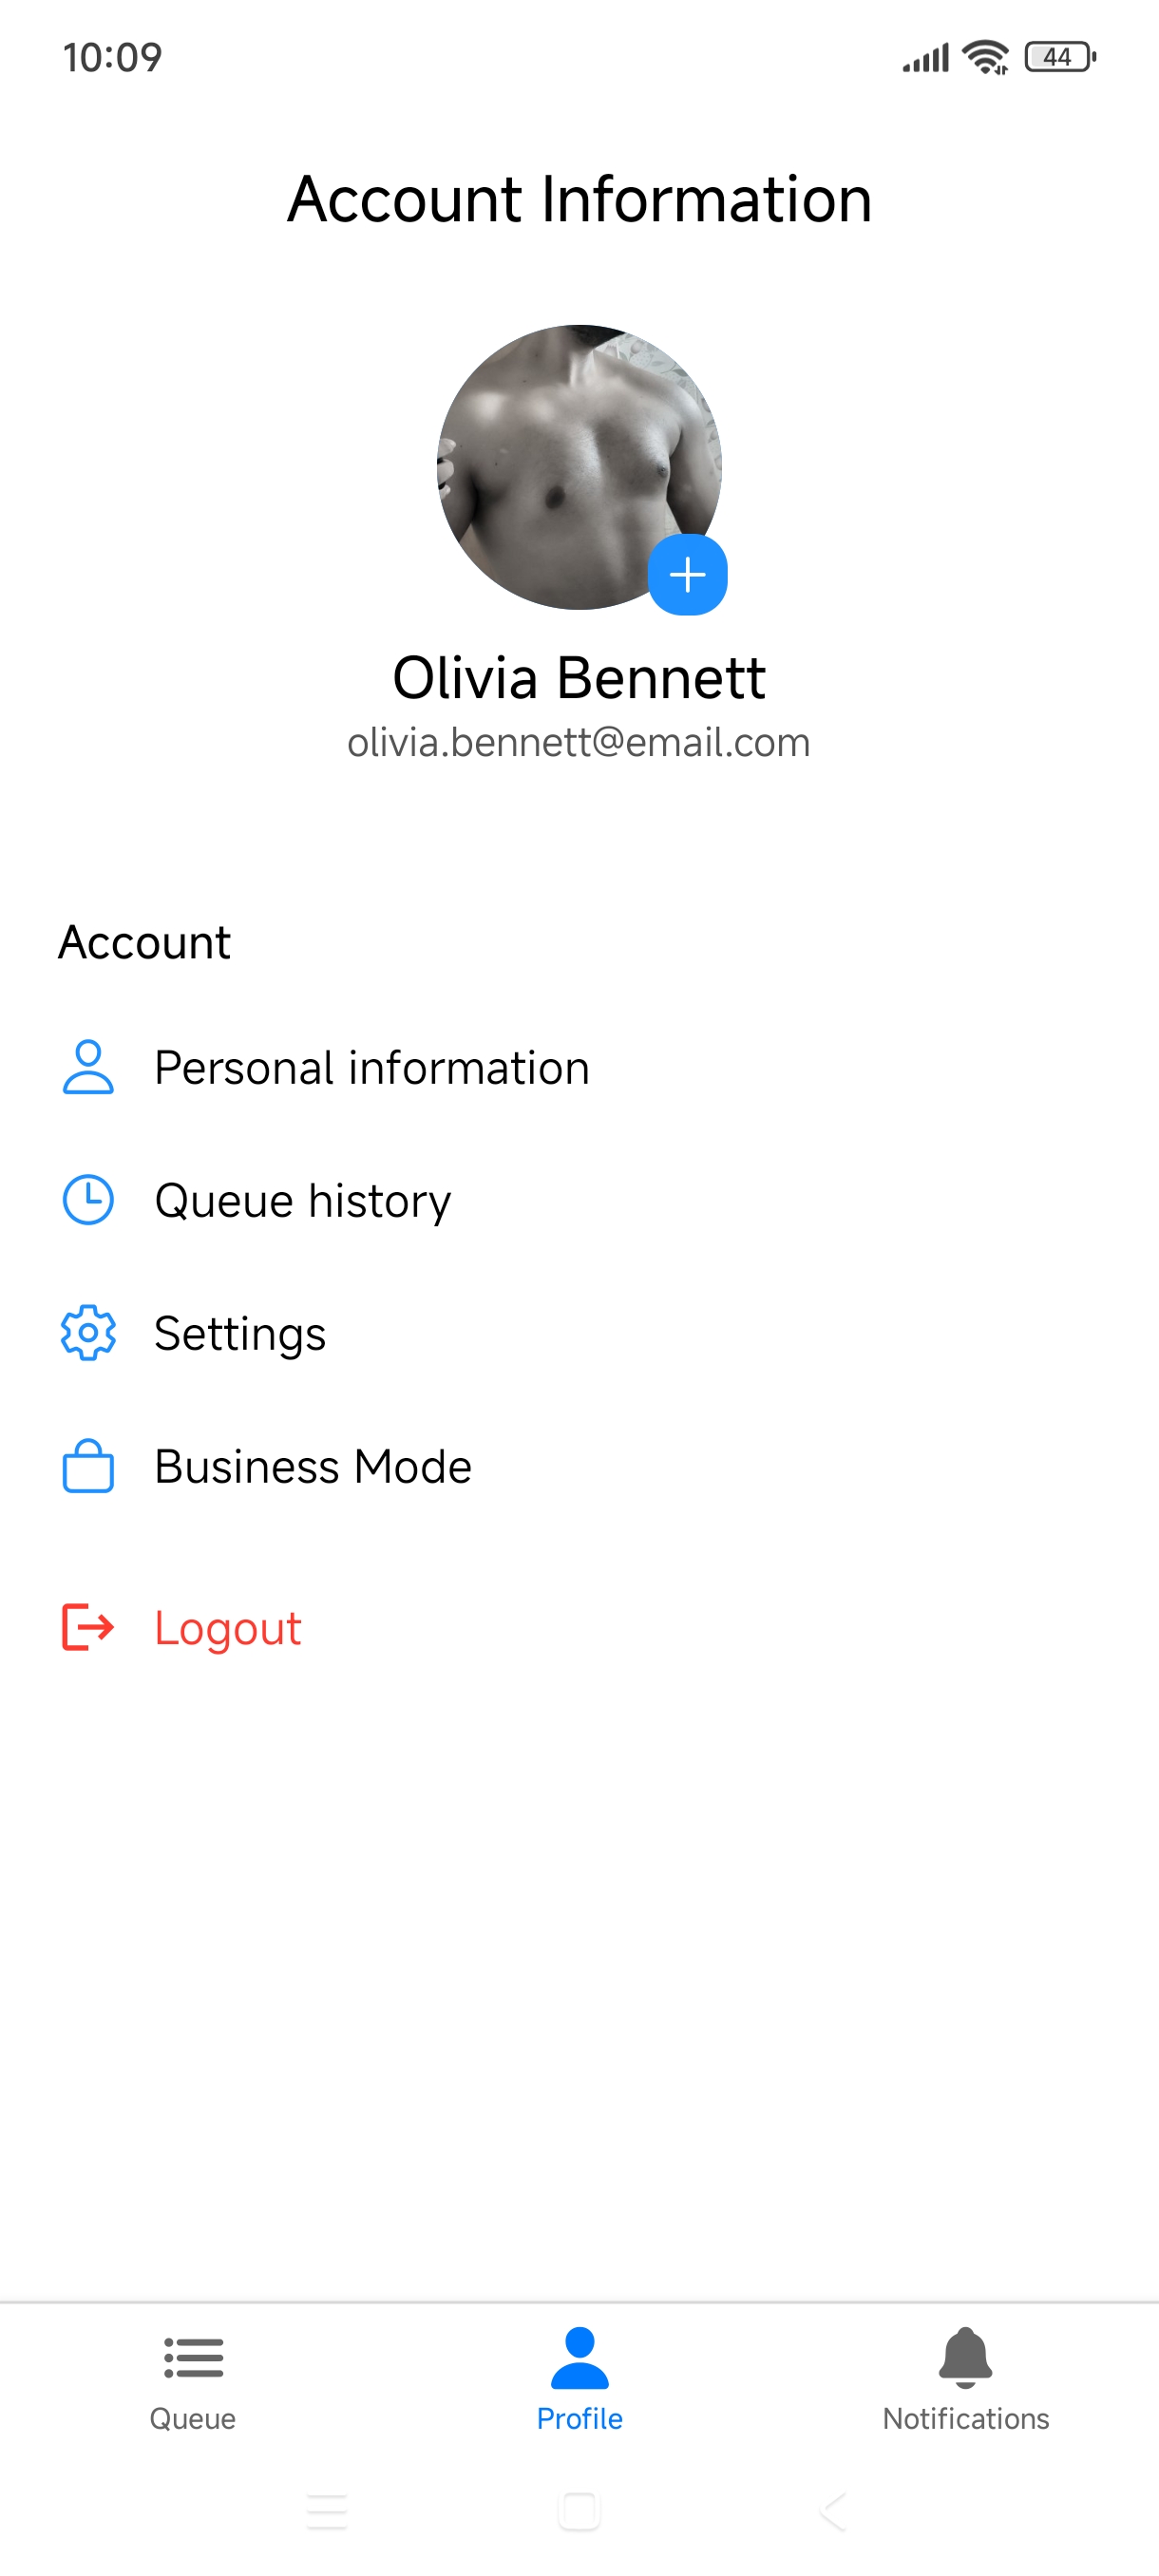 10:09
44
Account Information
Olivia Bennett
olivia.bennett@email.com
Account
Personal information
Queue history
Settings
Business Mode
Logout
Queue
Profile
Notifications